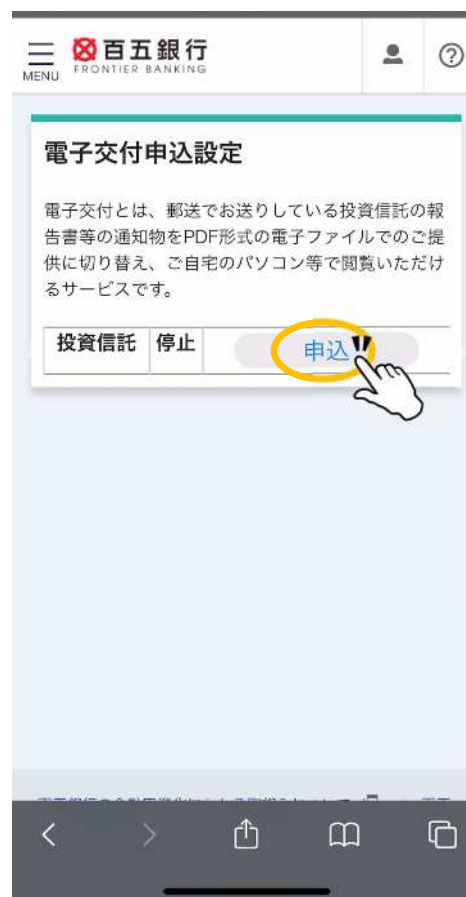 百五銀行
FRONTIER BANKING
MENU
電子交付申込設定
電子交付とは、郵送でお送りしている投資信託の報
告書等の通知物をPDF形式の電子ファイルでのご提
供に切り替え、ご自宅のパソコン等で閲覧いただけ
るサービスです。
投資信託 停止 申込